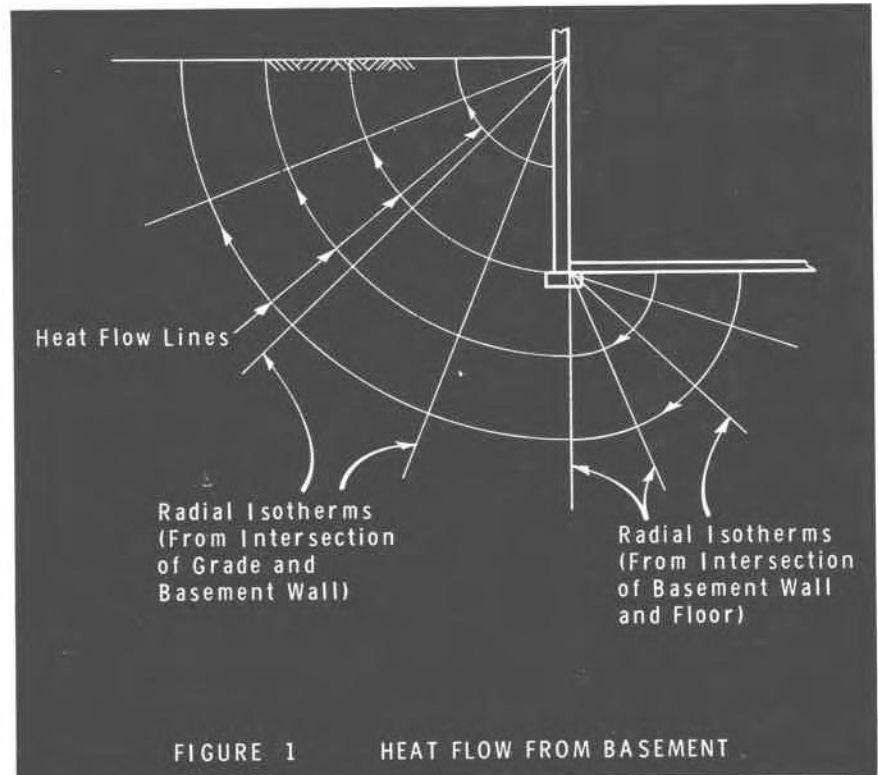 Heat Flow Lines
Radial Isotherms
(From Intersection
of Grade and
Basement Wall)
Radial Isotherms
(From Intersection
of Basement Wall
and Floor)
FIGURE 1 HEAT FLOW FROM BASEMENT